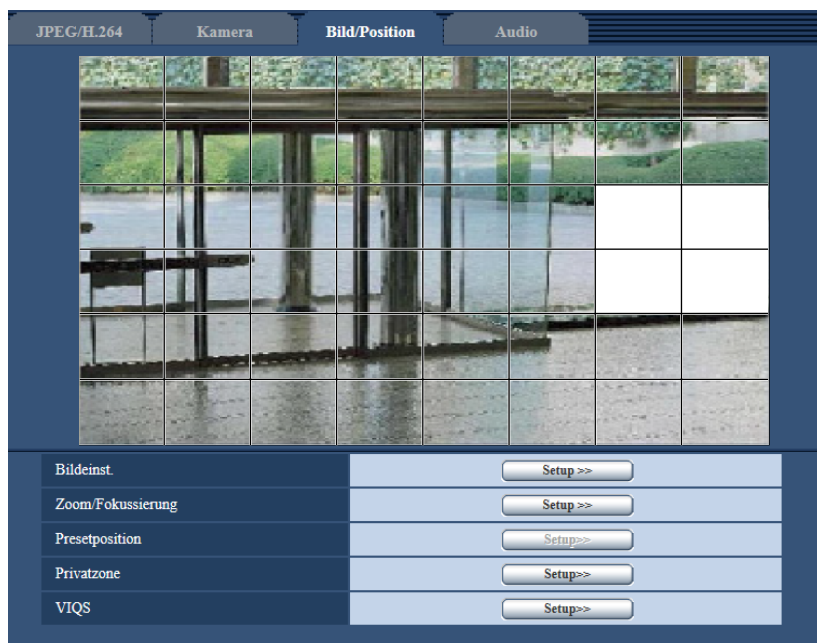 JPEG/H.264 Kamera Bild/Position Audio
Bildeinst. Setup >>
Zoom/Fokussierung Setup >>
Presetposition Setup>>
Privatzone Setup>>
VIQS Setup>>